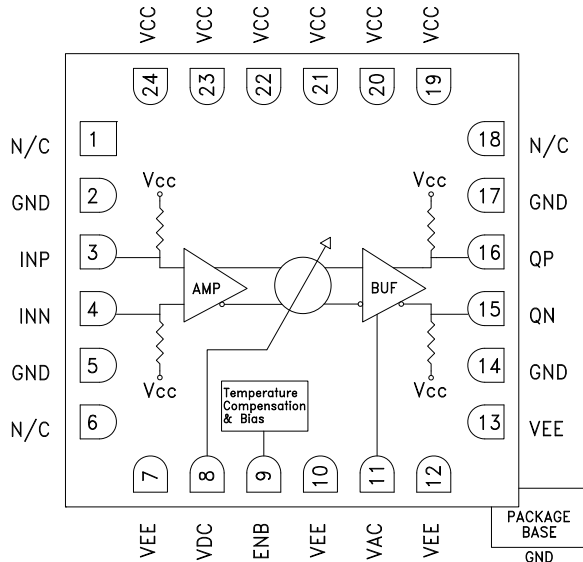 VCC VCC VCC VCC VCC VCC
24 23 22 21 20 19
N/C 1 18 N/C
GND 2 Vcc Vcc 17 GND
INP 3 16 QP
AMP BUF
INN 4 15 QN
GND 5 Vcc Vcc 14 GND
Temperature
Compensation
& Bias
N/C 6 13 VEE
7 8 9 10 11 12
VEE VDC ENB VEE VAC VEE
PACKAGE
BASE
GND